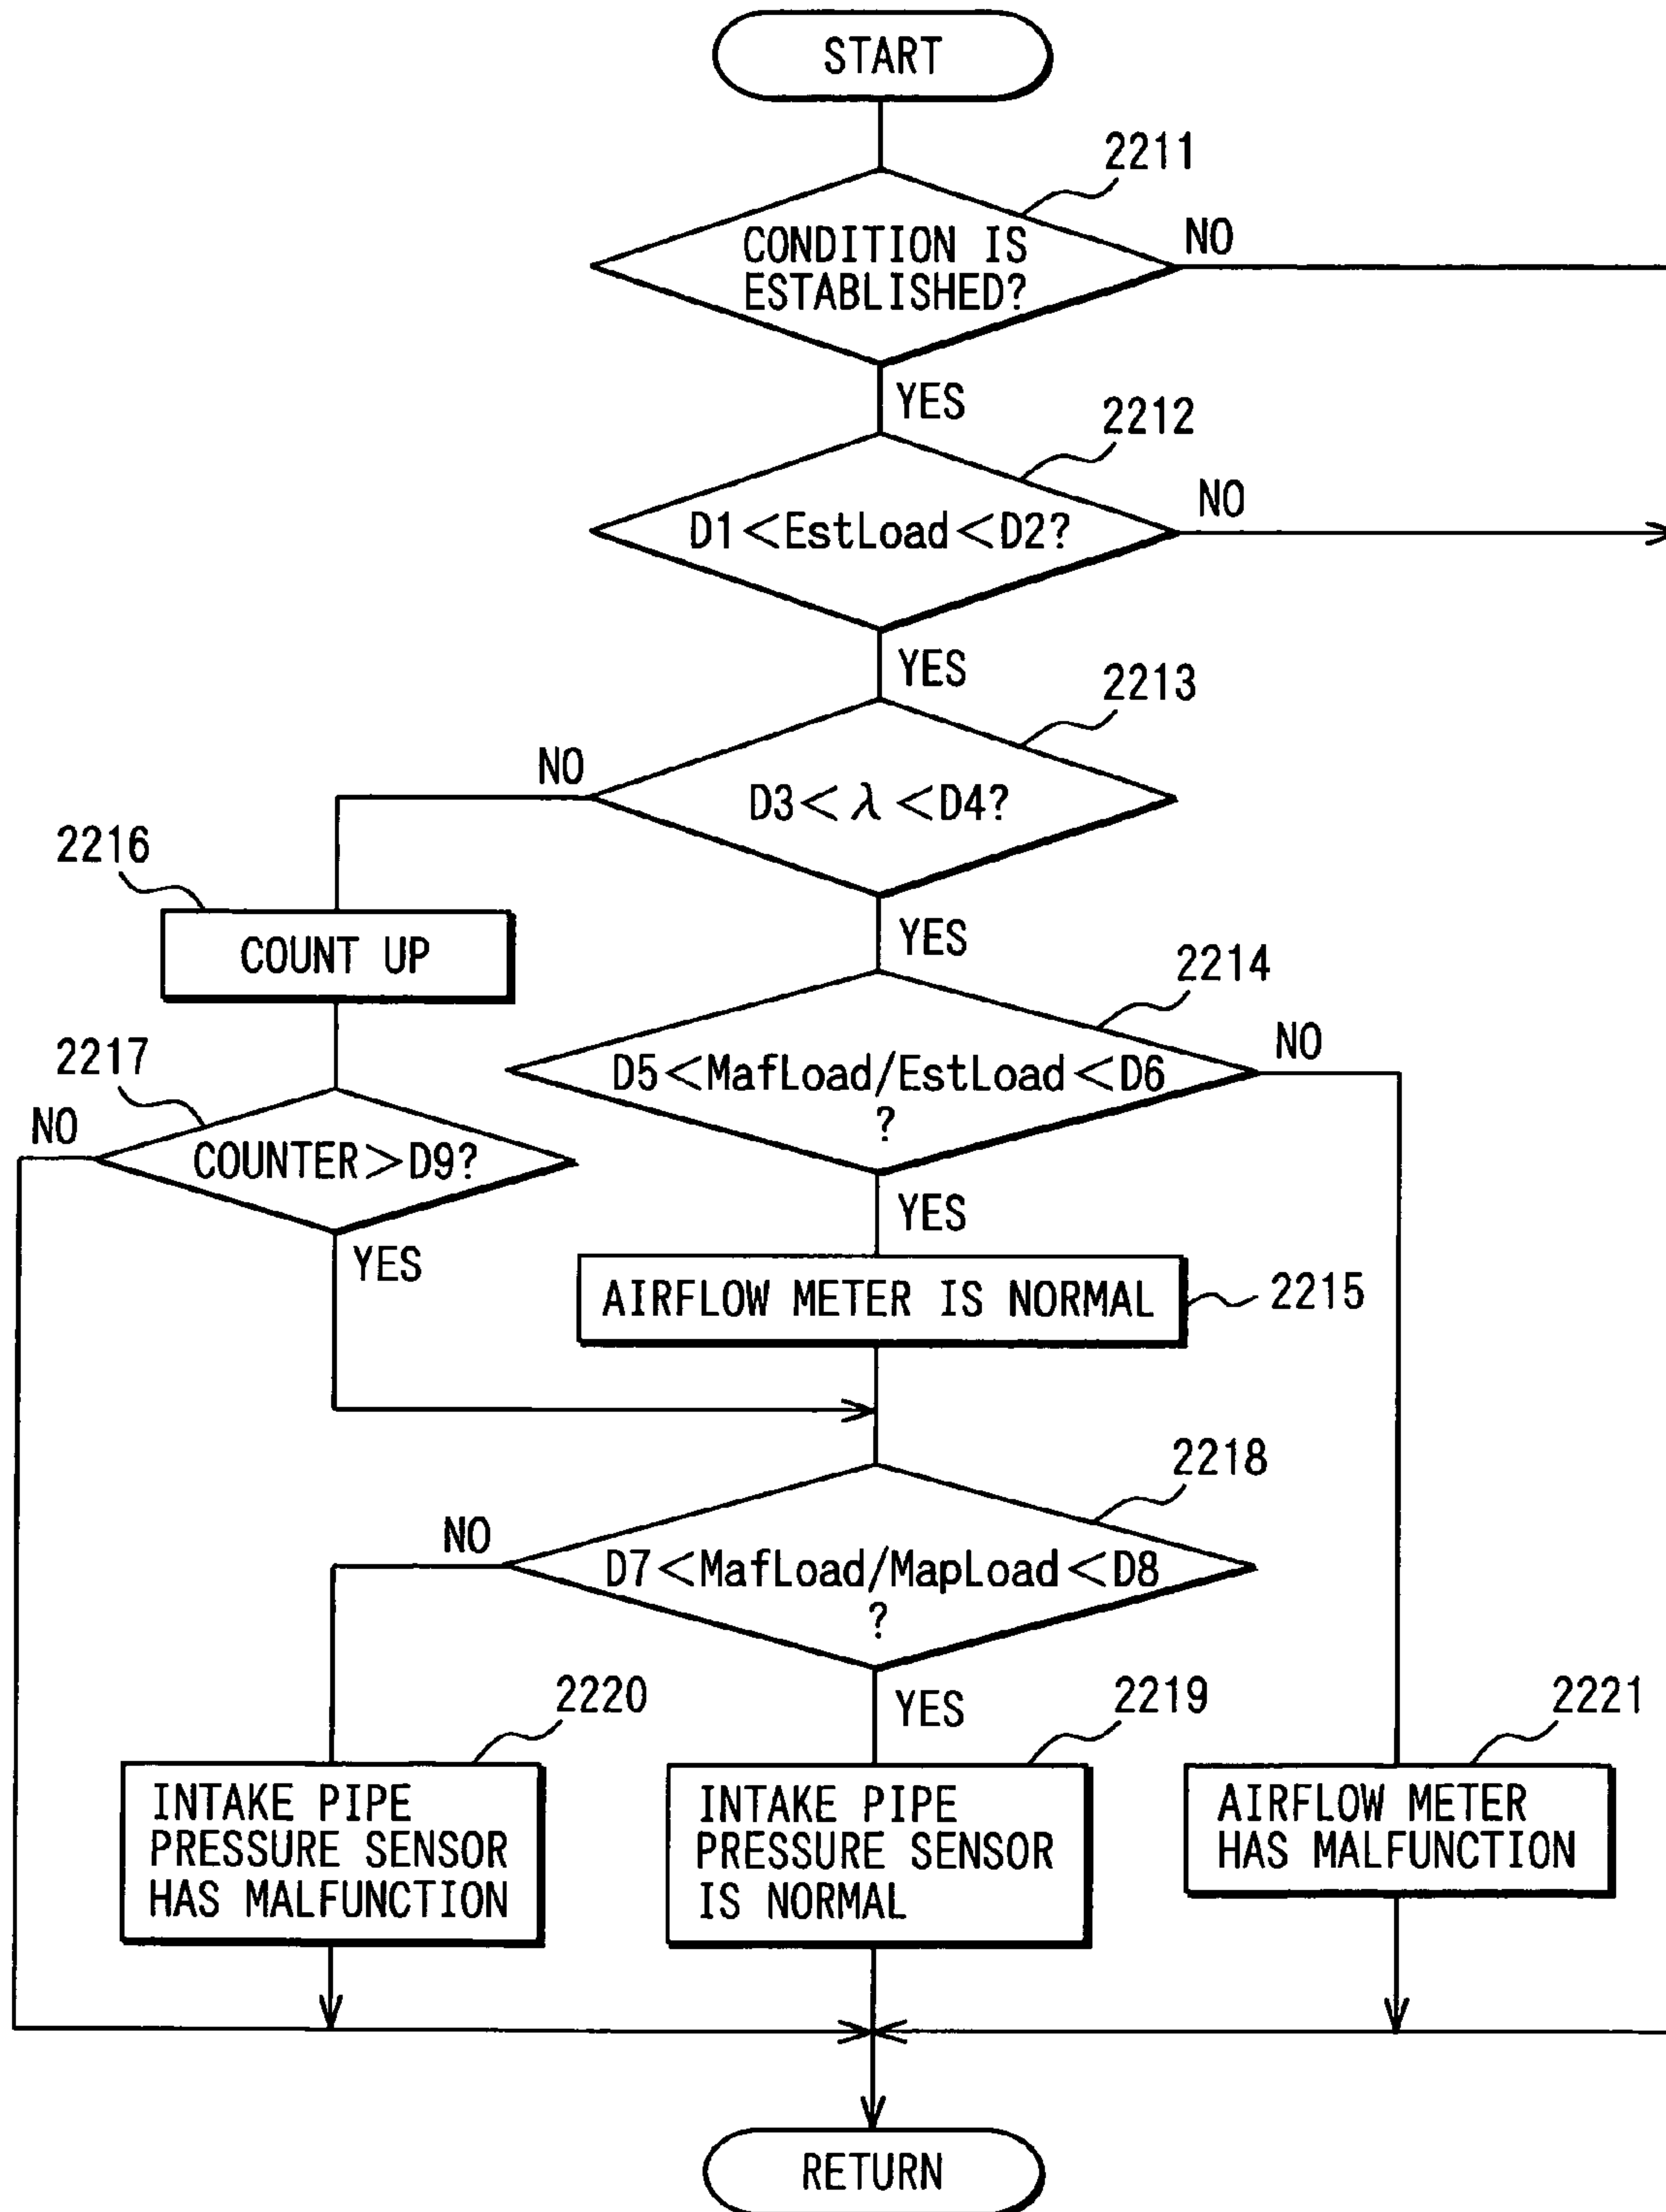 START
2211
CONDITION IS
ESTABLISHED?
NO
YES
2212
D1<EstLoad<D2?
NO
YES
2213
D3<λ<D4?
NO
YES
2216
COUNT UP
2214
D5<MafLoad/EstLoad<D6
?
NO
YES
2217
COUNTER>D9?
NO
YES
AIRFLOW METER IS NORMAL
2215
2218
D7<MafLoad/MapLoad<D8
?
NO
YES
2220
INTAKE PIPE
PRESSURE SENSOR
HAS MALFUNCTION
2219
INTAKE PIPE
PRESSURE SENSOR
IS NORMAL
2221
AIRFLOW METER
HAS MALFUNCTION
RETURN